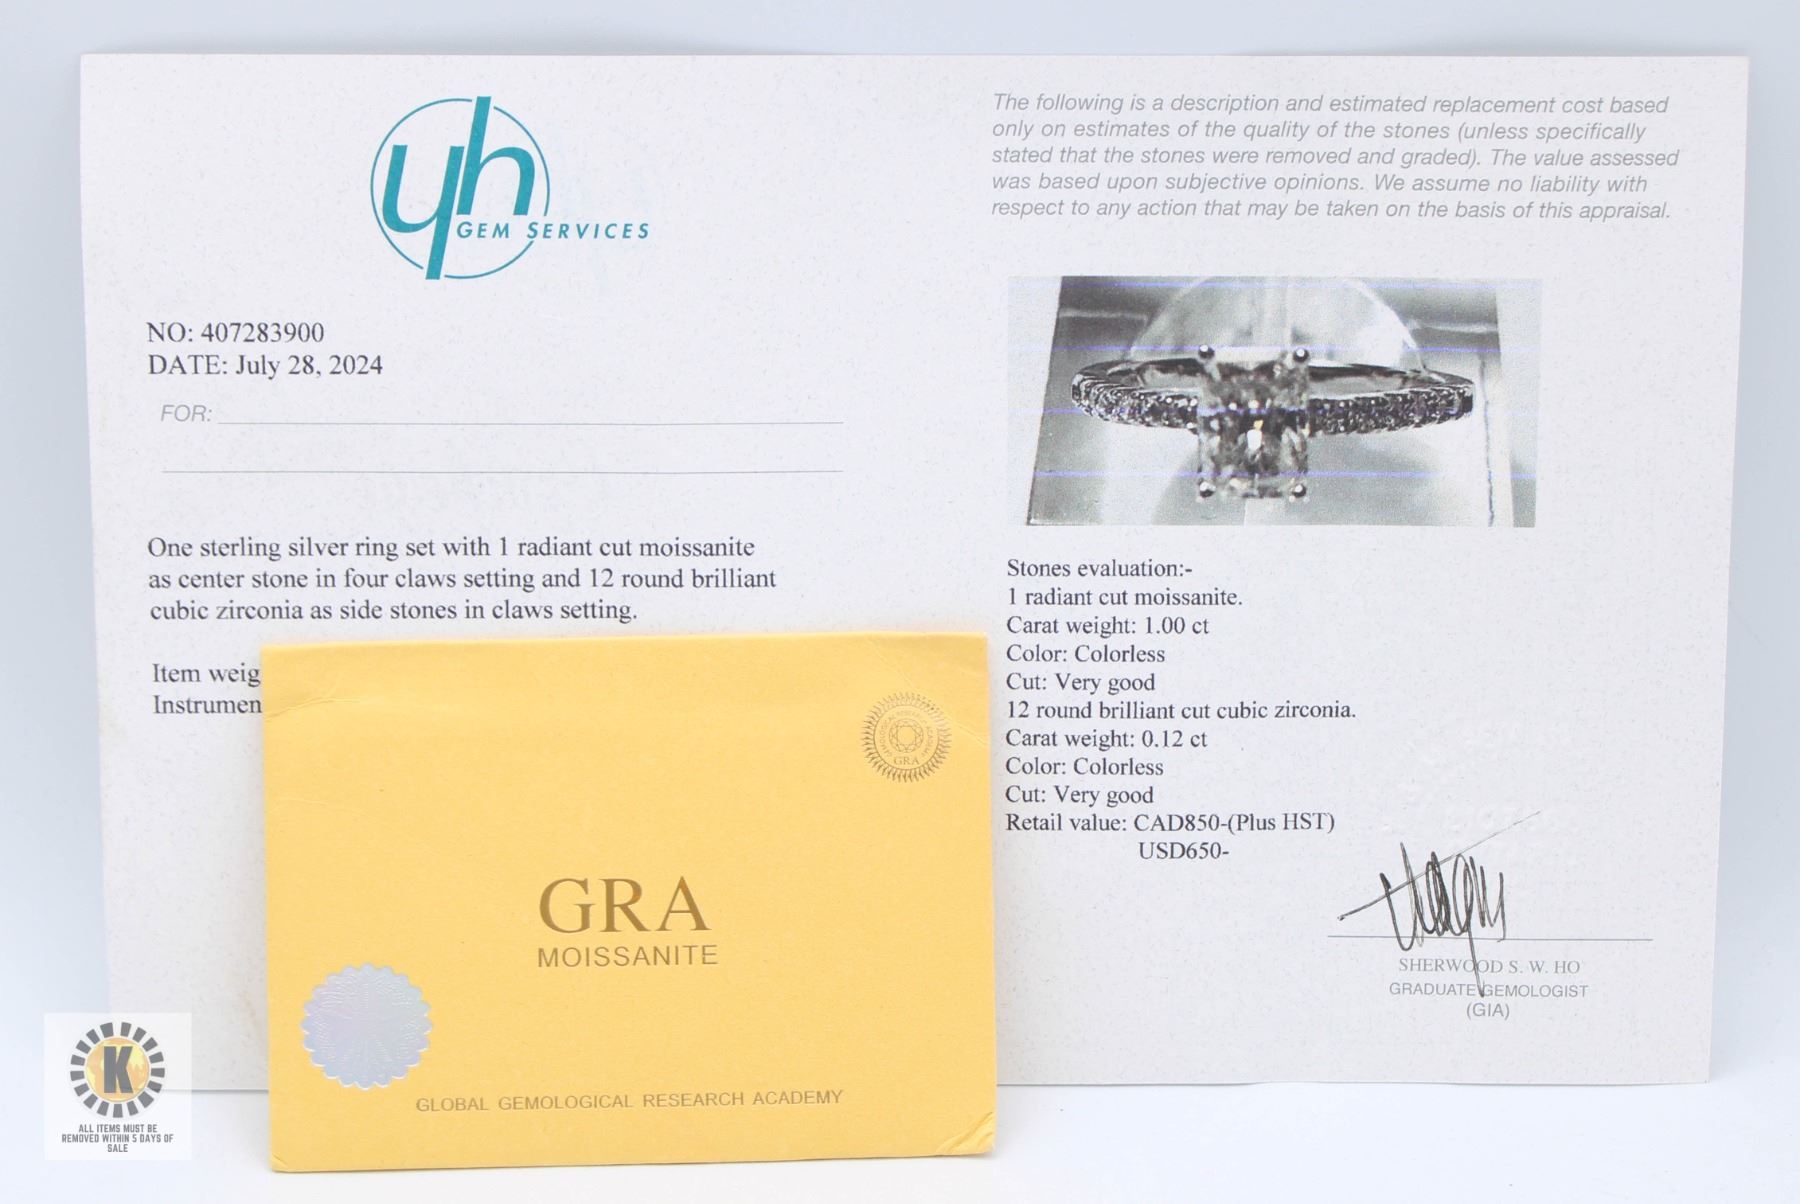 yh
GEM SERVICES
NO: 407283900
DATE: July 28, 2024
FOR:
One sterling silver ring set with 1 radiant cut moissanite
as center stone in four claws setting and 12 round brilliant
cubic zirconia as side stones in claws setting.
Item weig
Instrumen
The following is a description and estimated replacement cost based
only on estimates of the quality of the stones (unless specifically
stated that the stones were removed and graded). The value assessed
was based upon subjective opinions. We assume no liability with
respect to any action that may be taken on the basis of this appraisal.
Stones evaluation:-
1 radiant cut moissanite.
Carat weight: 1.00 ct
Color: Colorless
Cut: Very good
12 round brilliant cut cubic zirconia.
Carat weight: 0.12 ct
Color: Colorless
Cut: Very good
Retail value: CAD850-(Plus HST)
USD650-
SHERWOOD S. W. HO
GRADUATE GEMOLOGIST
(GIA)
GEMOLOGICAL RESEARCH ACADEMY
GRA
GRA
MOISSANITE
GLOBAL GEMOLOGICAL RESEARCH ACADEMY
K
ALL ITEMS MUST BE
REMOVED WITHIN 5 DAYS OF
SALE